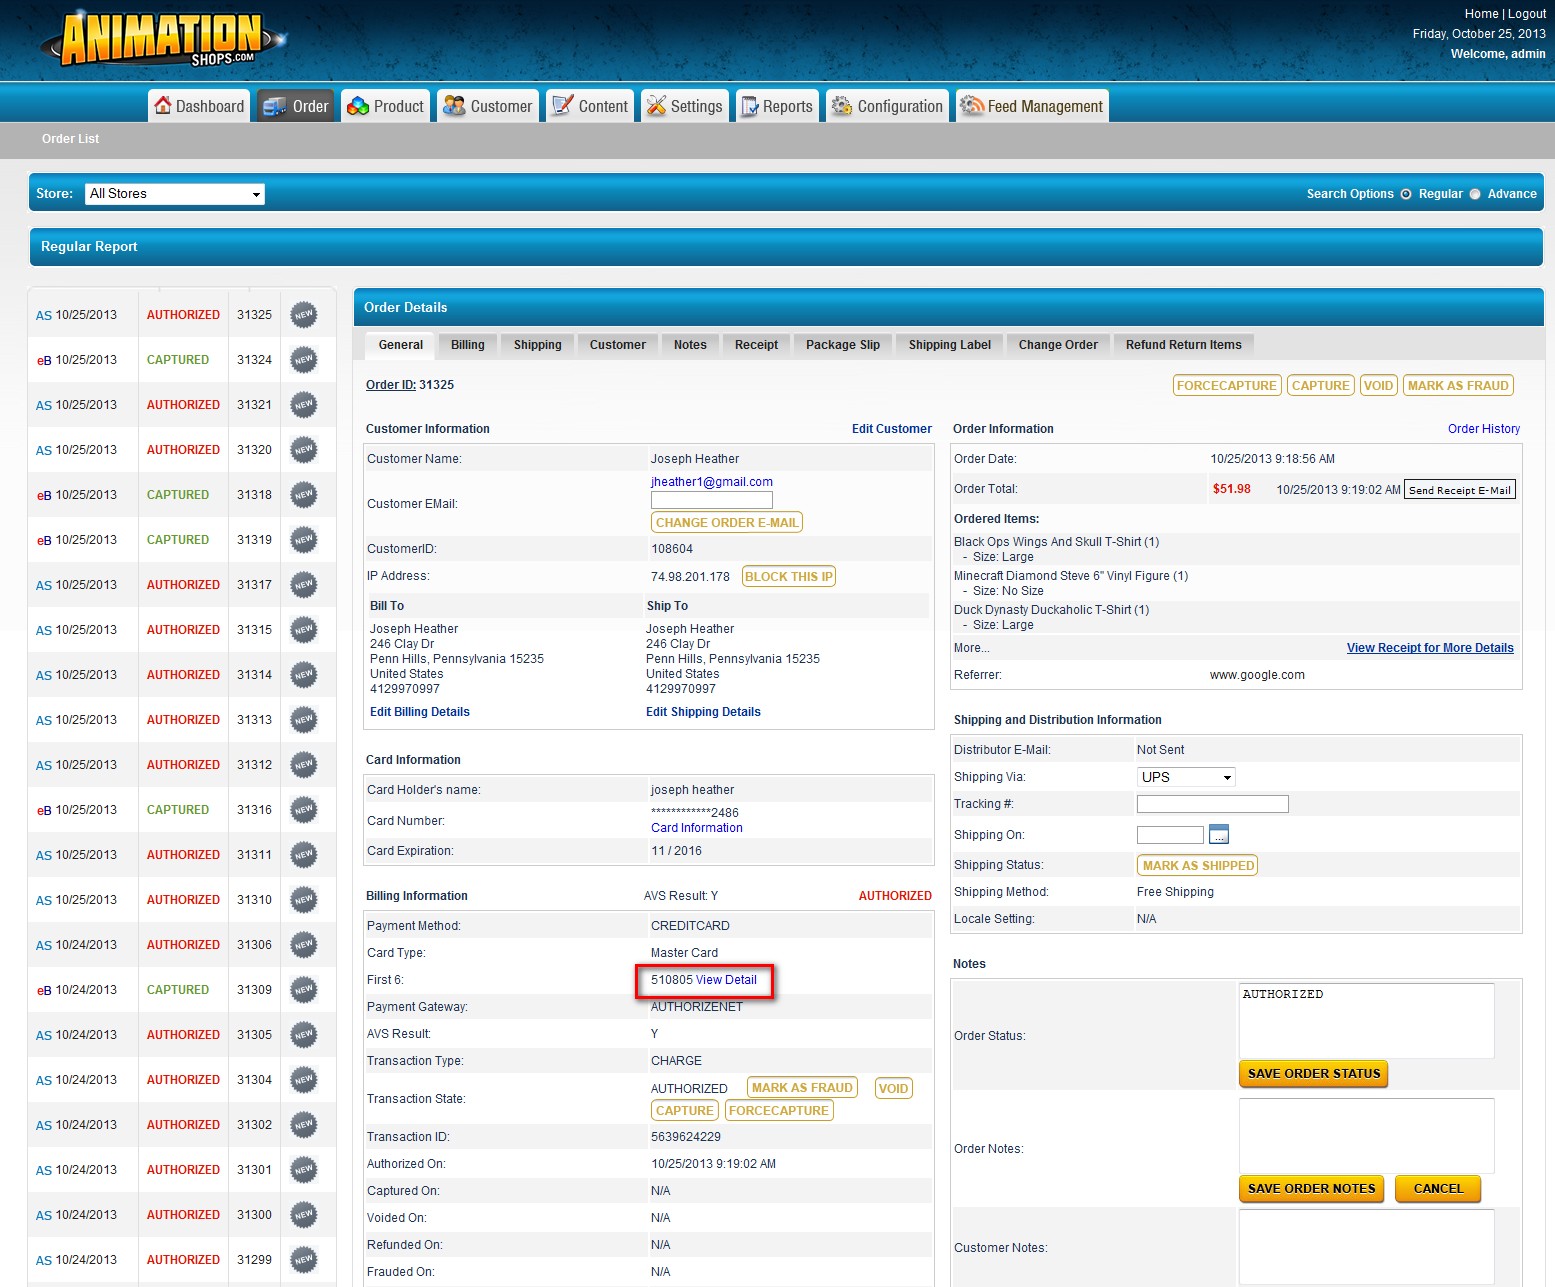 ANIMATION
SHOPS.COM
Home | Logout
Friday, October 25, 2013
Welcome, admin
Dashboard Order Product Customer Content Settings Reports Configuration Feed Management
Order List
Store: All Stores Search Options Regular Advance
Regular Report
AS 10/25/2013 AUTHORIZED 31325 NEW
eB 10/25/2013 CAPTURED 31324 NEW
AS 10/25/2013 AUTHORIZED 31321 NEW
AS 10/25/2013 AUTHORIZED 31320 NEW
eB 10/25/2013 CAPTURED 31318 NEW
eB 10/25/2013 CAPTURED 31319 NEW
AS 10/25/2013 AUTHORIZED 31317 NEW
AS 10/25/2013 AUTHORIZED 31315 NEW
AS 10/25/2013 AUTHORIZED 31314 NEW
AS 10/25/2013 AUTHORIZED 31313 NEW
AS 10/25/2013 AUTHORIZED 31312 NEW
eB 10/25/2013 CAPTURED 31316 NEW
AS 10/25/2013 AUTHORIZED 31311 NEW
AS 10/25/2013 AUTHORIZED 31310 NEW
AS 10/24/2013 AUTHORIZED 31306 NEW
eB 10/24/2013 CAPTURED 31309 NEW
AS 10/24/2013 AUTHORIZED 31305 NEW
AS 10/24/2013 AUTHORIZED 31304 NEW
AS 10/24/2013 AUTHORIZED 31302 NEW
AS 10/24/2013 AUTHORIZED 31301 NEW
AS 10/24/2013 AUTHORIZED 31300 NEW
AS 10/24/2013 AUTHORIZED 31299 NEW
Order Details
General Billing Shipping Customer Notes Receipt Package Slip Shipping Label Change Order Refund Return Items
Order ID: 31325 FORCECAPTURE CAPTURE VOID MARK AS FRAUD
Customer Information Edit Customer
Customer Name: Joseph Heather
jheather1@gmail.com
Customer EMail:
CHANGE ORDER E-MAIL
CustomerID: 108604
IP Address: 74.98.201.178 BLOCK THIS IP
Bill To Ship To
Joseph Heather Joseph Heather
246 Clay Dr 246 Clay Dr
Penn Hills, Pennsylvania 15235 Penn Hills, Pennsylvania 15235
United States United States
4129970997 4129970997
Edit Billing Details Edit Shipping Details
Card Information
Card Holder's name: joseph heather
Card Number: ************2486
Card Information
Card Expiration: 11 / 2016
Billing Information AVS Result: Y AUTHORIZED
Payment Method: CREDITCARD
Card Type: Master Card
First 6: 510805 View Detail
Payment Gateway: AUTHORIZENET
AVS Result: Y
Transaction Type: CHARGE
Transaction State: AUTHORIZED MARK AS FRAUD VOID
CAPTURE FORCECAPTURE
Transaction ID: 5639624229
Authorized On: 10/25/2013 9:19:02 AM
Captured On: N/A
Voided On: N/A
Refunded On: N/A
Frauded On: N/A
Order Information Order History
Order Date: 10/25/2013 9:18:56 AM
Order Total: $51.98 10/25/2013 9:19:02 AM Send Receipt E-Mail
Ordered Items:
Black Ops Wings And Skull T-Shirt (1)
- Size: Large
Minecraft Diamond Steve 6" Vinyl Figure (1)
- Size: No Size
Duck Dynasty Duckaholic T-Shirt (1)
- Size: Large
More... View Receipt for More Details
Referrer: www.google.com
Shipping and Distribution Information
Distributor E-Mail: Not Sent
Shipping Via: UPS
Tracking #:
Shipping On: ...
Shipping Status: MARK AS SHIPPED
Shipping Method: Free Shipping
Locale Setting: N/A
Notes
AUTHORIZED
Order Status:
SAVE ORDER STATUS
Order Notes:
SAVE ORDER NOTES CANCEL
Customer Notes: